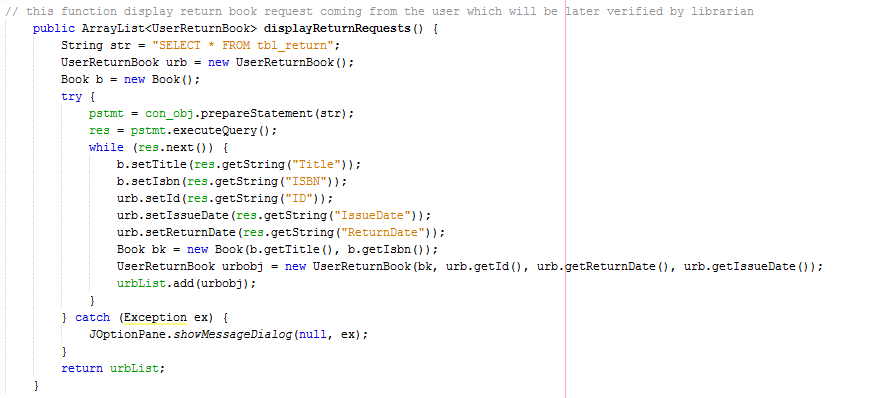 // this function display return book request coming from the user which will be later verified by librarian
public ArrayList<UserReturnBook> displayReturnRequests() {
String str = "SELECT * FROM tbl_return";
UserReturnBook urb = new UserReturnBook();
Book b = new Book();
try {
pstmt = con_obj.prepareStatement(str);
res = pstmt.executeQuery();
while (res.next()) {
b.setTitle(res.getString("Title"));
b.setIsbn(res.getString("ISBN"));
urb.setId(res.getString("ID"));
urb.setIssueDate(res.getString("IssueDate"));
urb.setReturnDate(res.getString("ReturnDate"));
Book bk = new Book(b.getTitle(), b.getIsbn());
UserReturnBook urbobj = new UserReturnBook(bk, urb.getId(), urb.getReturnDate(), urb.getIssueDate());
urbList.add(urbobj);
}
} catch (Exception ex) {
JOptionPane.showMessageDialog(null, ex);
}
return urbList;
}